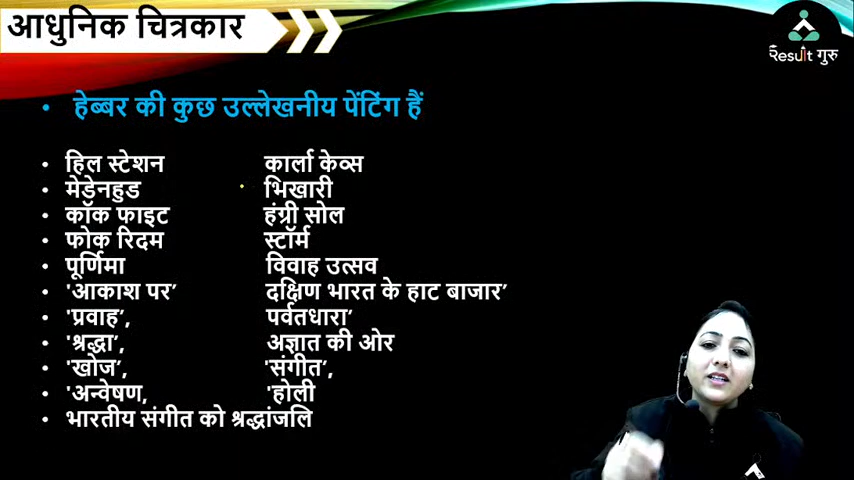 आधुनिक चित्रकार
Result गुरु
• हेब्बर की कुछ उल्लेखनीय पेंटिंग हैं
• हिल स्टेशन कार्ला केव्स
• मेडेनहुड भिखारी
• कॉक फाइट हंग्री सोल
• फोक रिदम स्टॉर्म
• पूर्णिमा विवाह उत्सव
• 'आकाश पर’ दक्षिण भारत के हाट बाजार’
• 'प्रवाह’, पर्वतधारा’
• 'श्रद्धा’, अज्ञात की ओर
• 'खोज’, 'संगीत’,
• 'अन्वेषण, 'होली
• भारतीय संगीत को श्रद्धांजलि